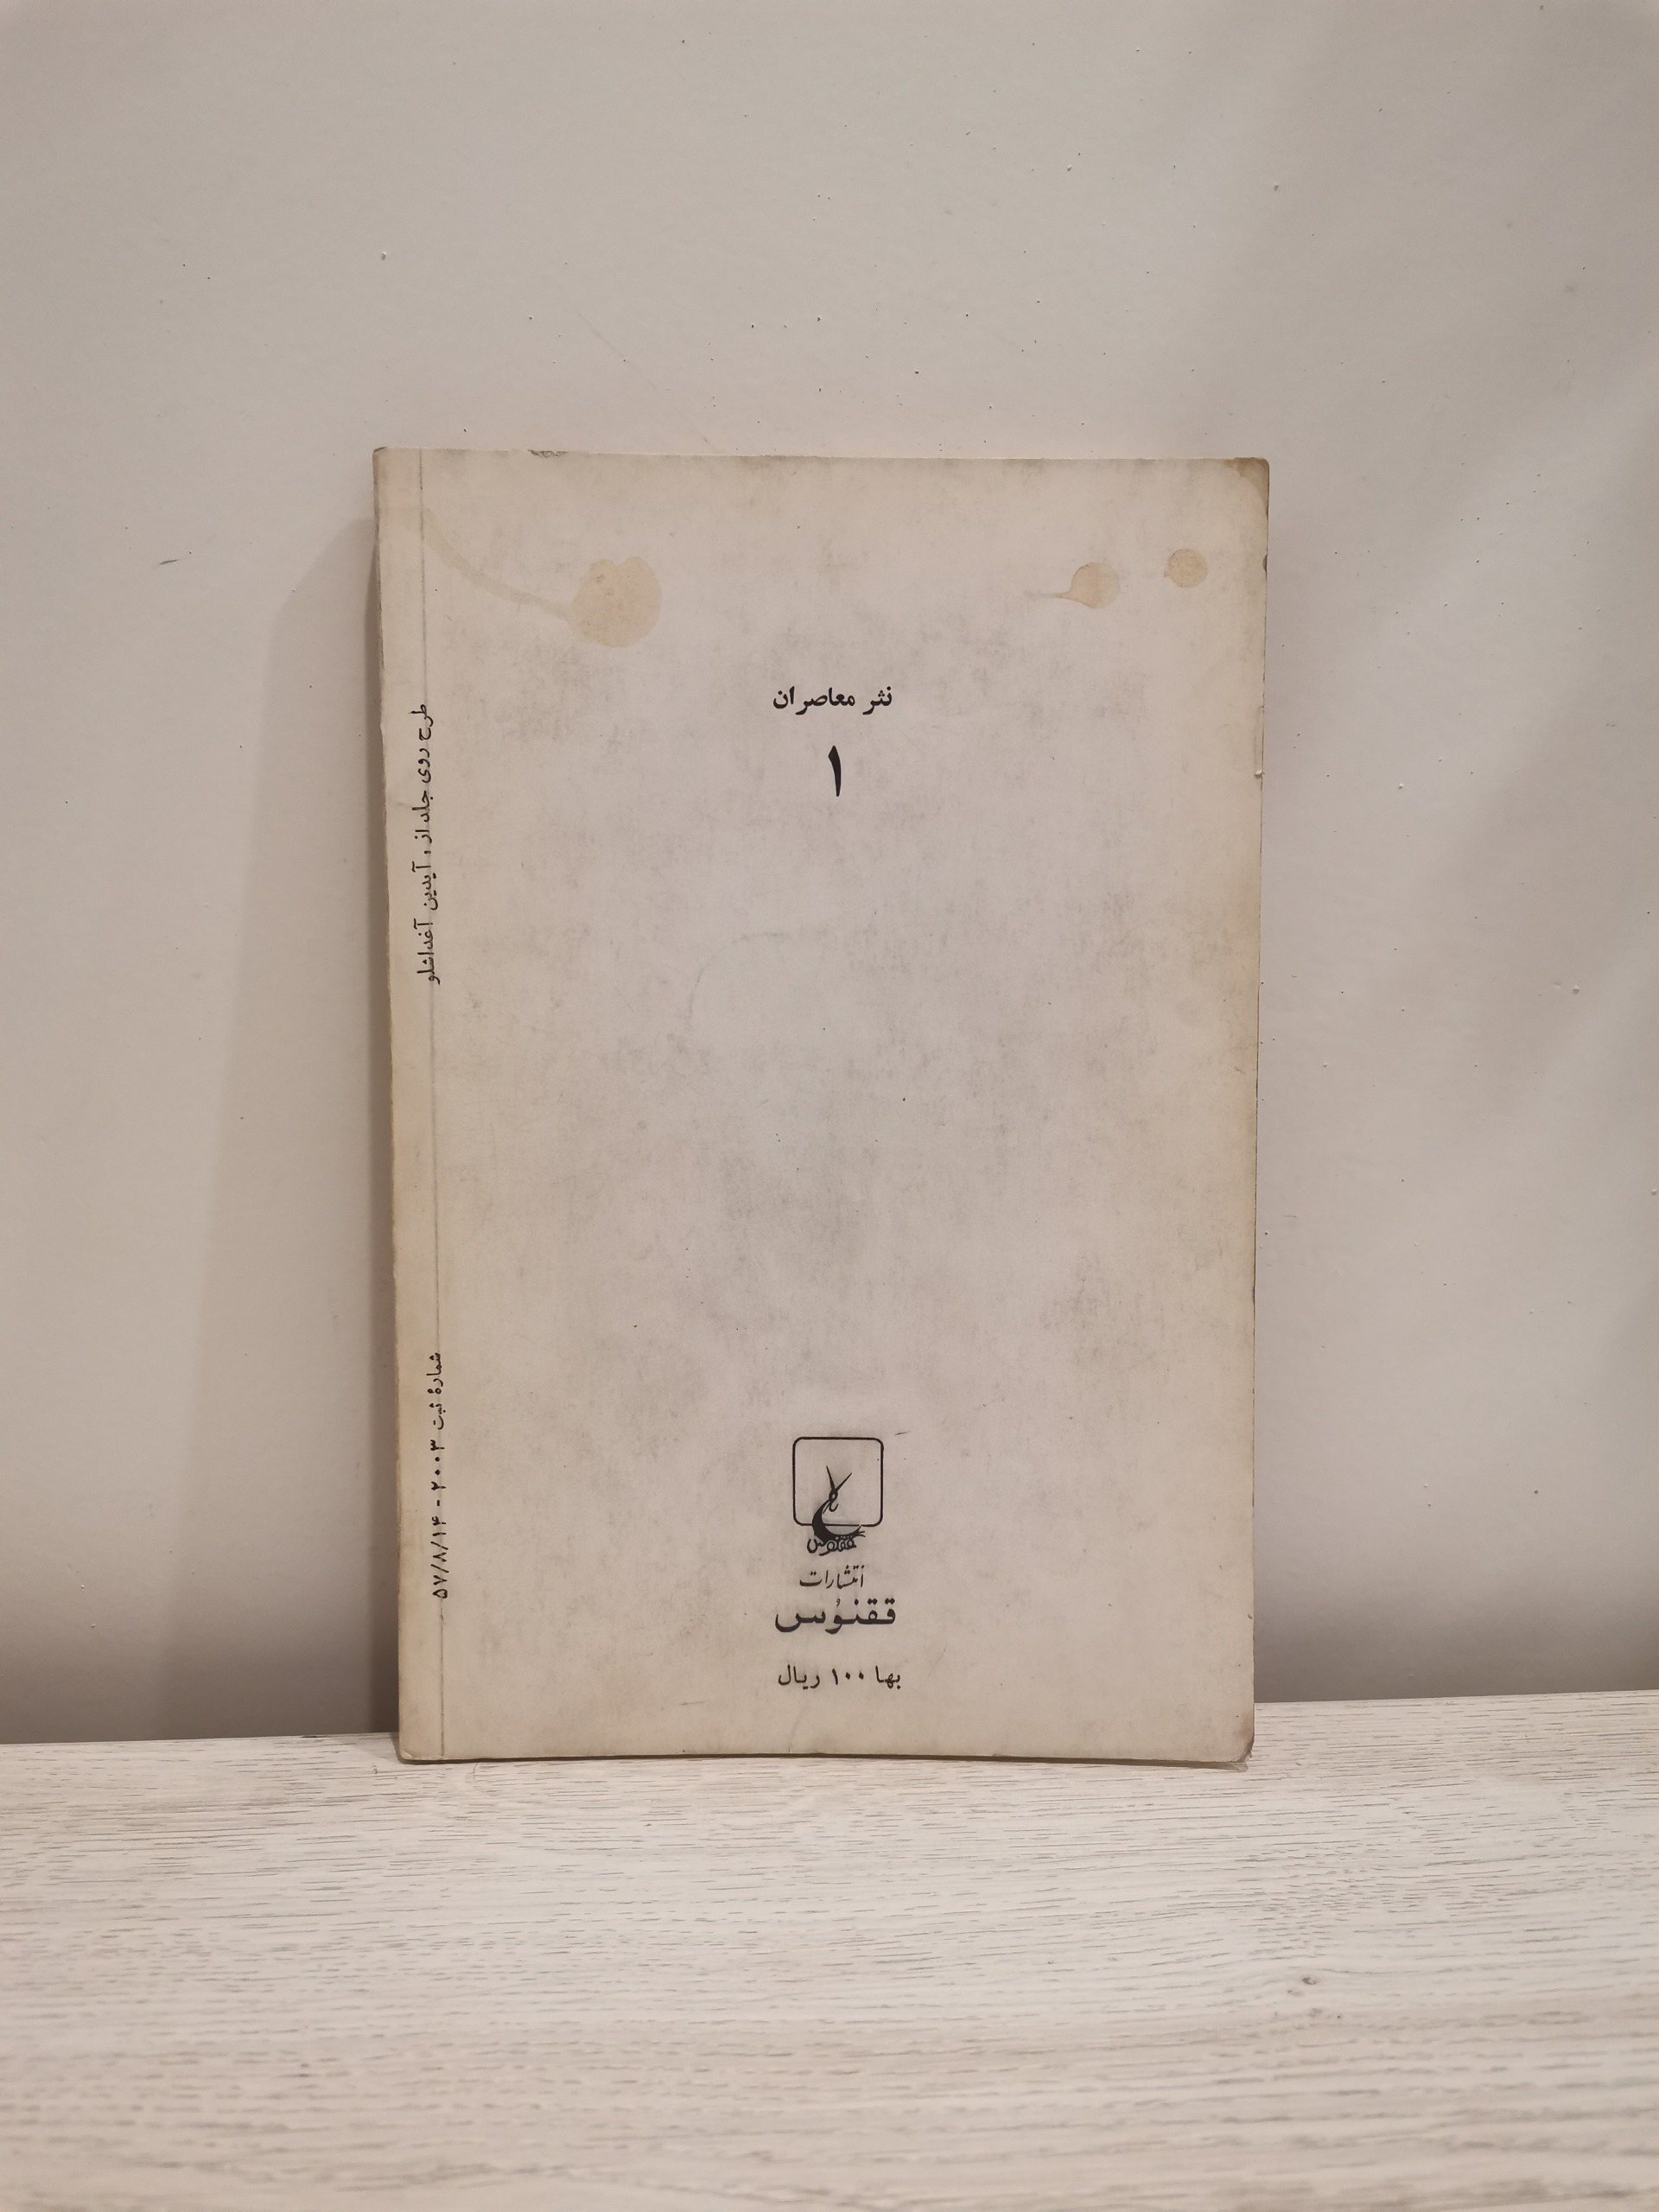 نثر معاصران
۱
ققنوس
انتشارات
ققنوس
بها ۱۰۰ ریال
طرح روی جلد از : آیدین آغداشلو
شمارهٔ ثبت ۲۰۰۳ - ۵۷/۸/۱۴